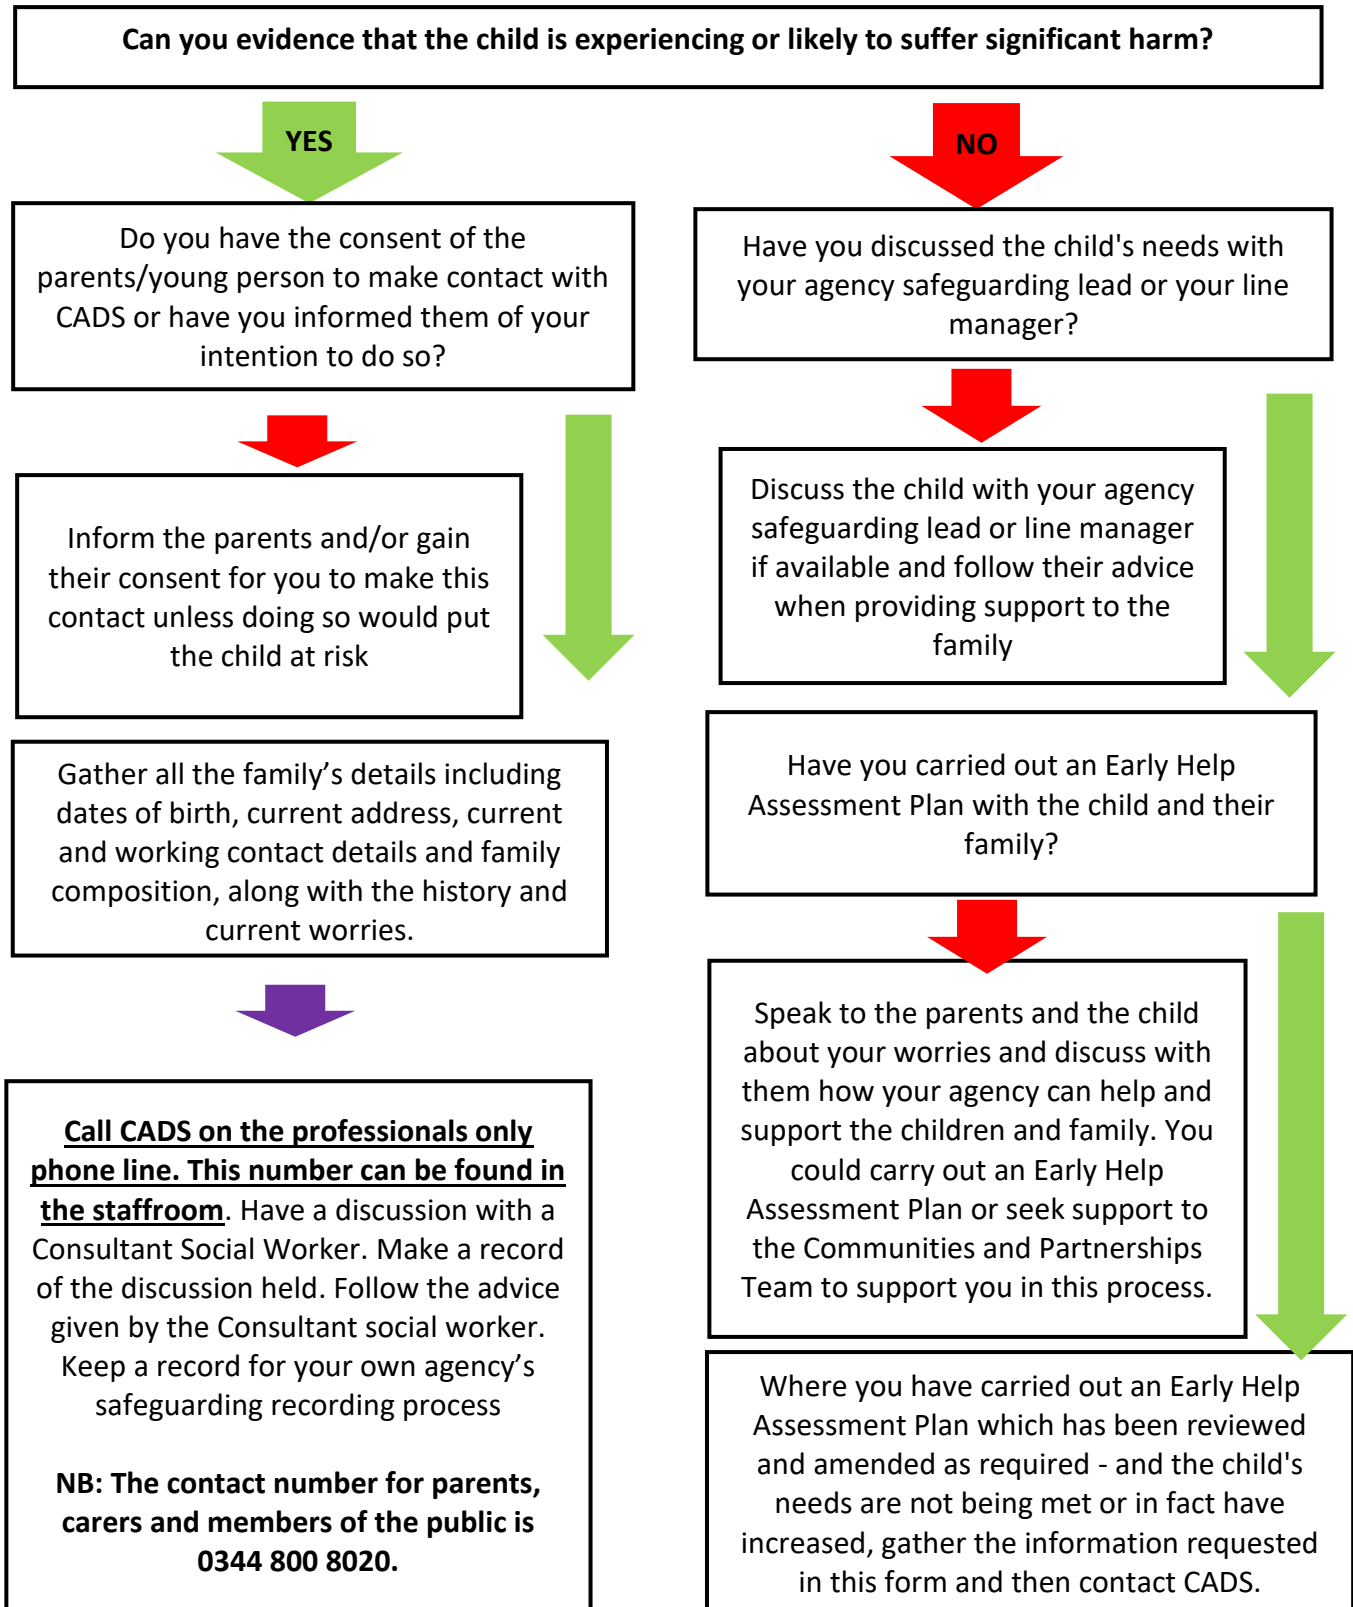 Can you evidence that the child is experiencing or likely to suffer significant harm?
YES
NO
Do you have the consent of the
parents/young person to make contact with
CADS or have you informed them of your
intention to do so?
Inform the parents and/or gain
their consent for you to make this
contact unless doing so would put
the child at risk
Gather all the family’s details including
dates of birth, current address, current
and working contact details and family
composition, along with the history and
current worries.
Call CADS on the professionals only
phone line. This number can be found in
the staffroom. Have a discussion with a
Consultant Social Worker. Make a record
of the discussion held. Follow the advice
given by the Consultant social worker.
Keep a record for your own agency’s
safeguarding recording process
NB: The contact number for parents,
carers and members of the public is
0344 800 8020.
Have you discussed the child's needs with
your agency safeguarding lead or your line
manager?
Discuss the child with your agency
safeguarding lead or line manager
if available and follow their advice
when providing support to the
family
Have you carried out an Early Help
Assessment Plan with the child and their
family?
Speak to the parents and the child
about your worries and discuss with
them how your agency can help and
support the children and family. You
could carry out an Early Help
Assessment Plan or seek support to
the Communities and Partnerships
Team to support you in this process.
Where you have carried out an Early Help
Assessment Plan which has been reviewed
and amended as required - and the child's
needs are not being met or in fact have
increased, gather the information requested
in this form and then contact CADS.